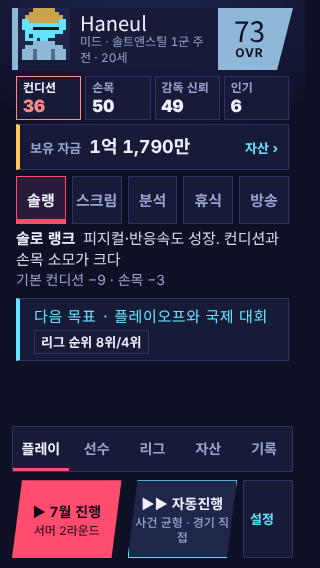 Haneul
미드 · 솔트앤스틸 1군 주
전 · 20세
73
OVR
컨디션
36
손목
50
감독 신뢰
49
인기
6
보유 자금 1억 1,790만
자산 ›
솔랭
스크림
분석
휴식
방송
솔로 랭크 피지컬·반응속도 성장. 컨디션과
손목 소모가 크다
기본 컨디션 −9 · 손목 −3
다음 목표 · 플레이오프와 국제 대회
리그 순위 8위/4위
플레이
선수
리그
자산
기록
▶ 7월 진행
서머 2라운드
▶▶ 자동진행
사건 균형 · 경기 직
접
설정